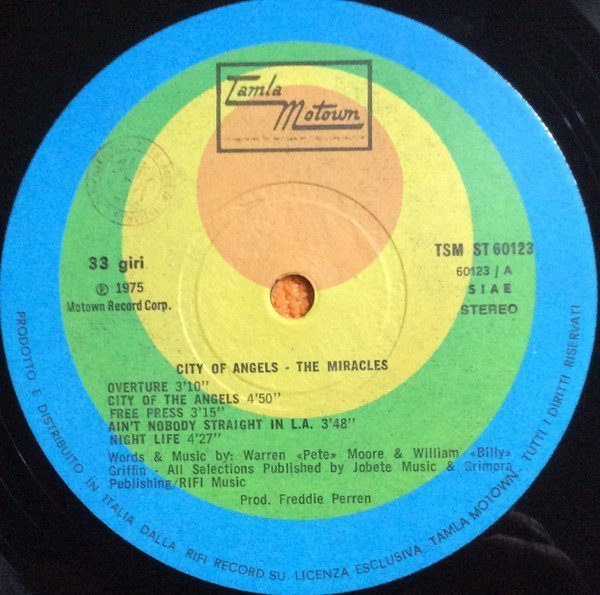 Tamla
Motown
33 giri
℗ 1975
Motown Record Corp.
TSM ST 60123
60123 / A
SIAE
STEREO
CITY OF ANGELS - THE MIRACLES
OVERTURE 3'10"
CITY OF THE ANGELS 4'50"
FREE PRESS 3'15"
AIN'T NOBODY STRAIGHT IN L.A. 3'48"
NIGHT LIFE 4'27"
Words & Music by: Warren «Pete» Moore & William «Billy»
Griffin - All Selections Published by Jobete Music & Grimora
Publishing/RIFI Music
Prod. Freddie Perren
PRODOTTO E DISTRIBUITO IN ITALIA DALLA RIFI RECORD SU LICENZA ESCLUSIVA TAMLA MOTOWN. TUTTI I DIRITTI RISERVATI